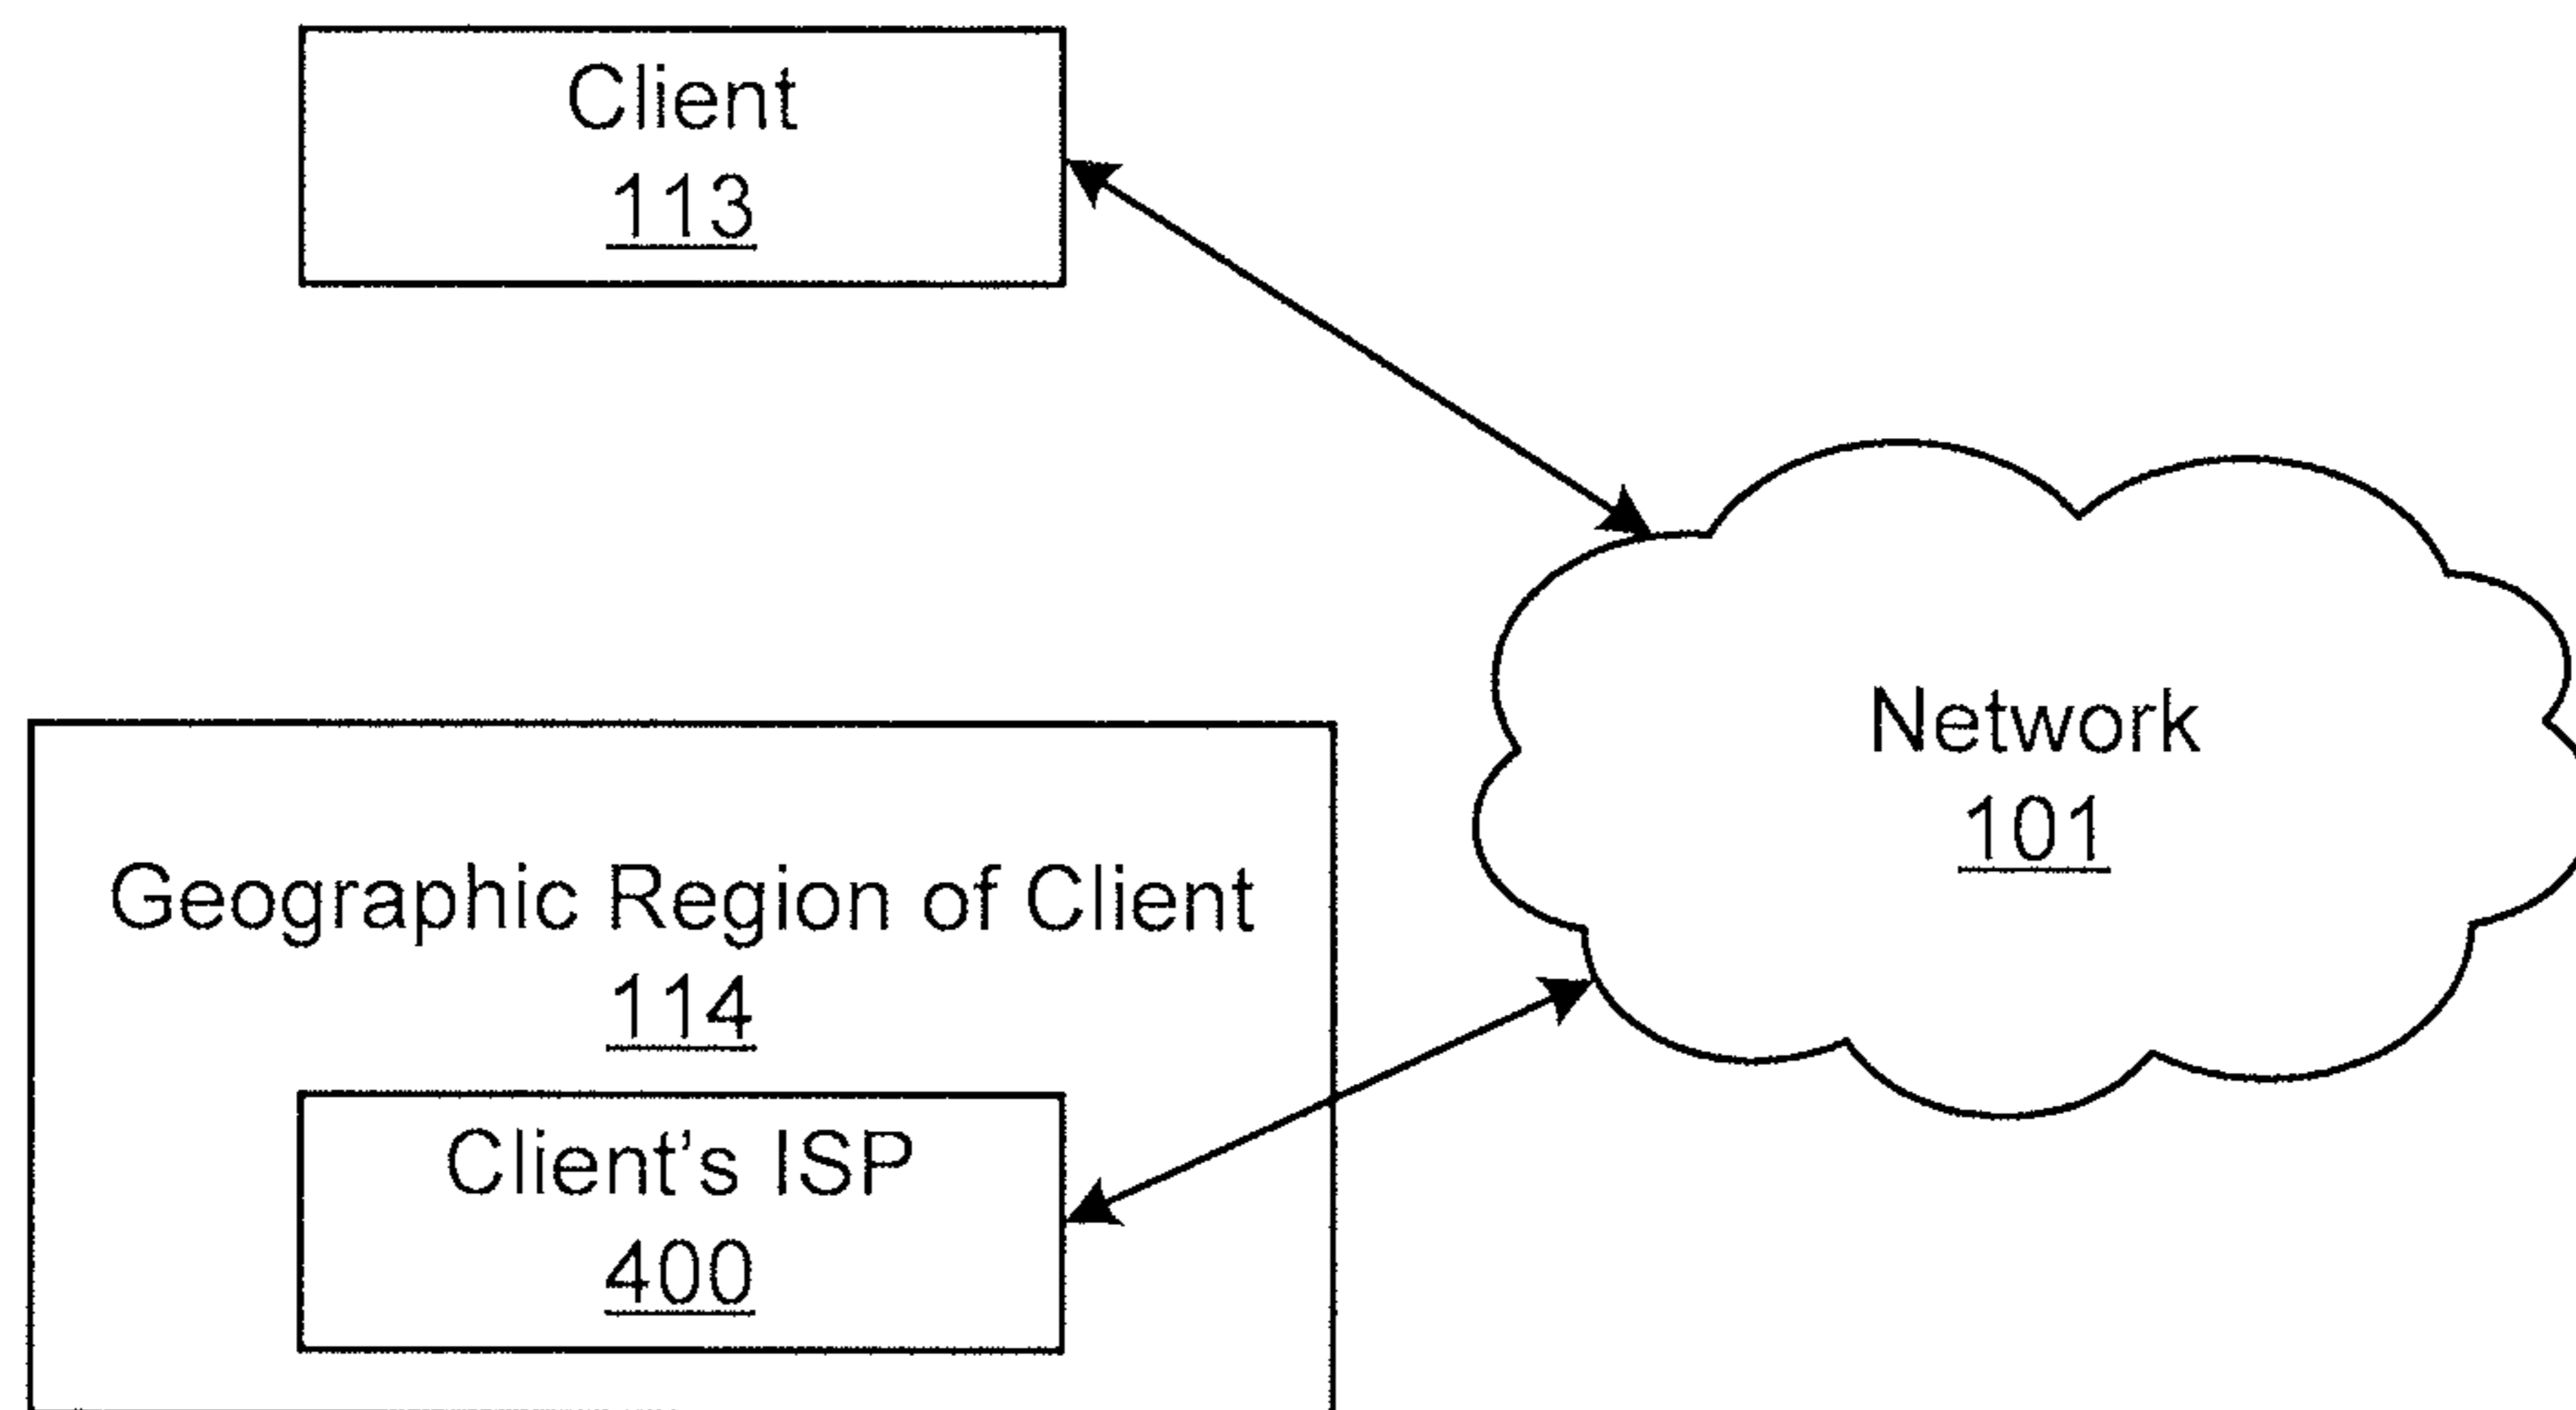 Client
113
Network
101
Geographic Region of Client
114
Client's ISP
400